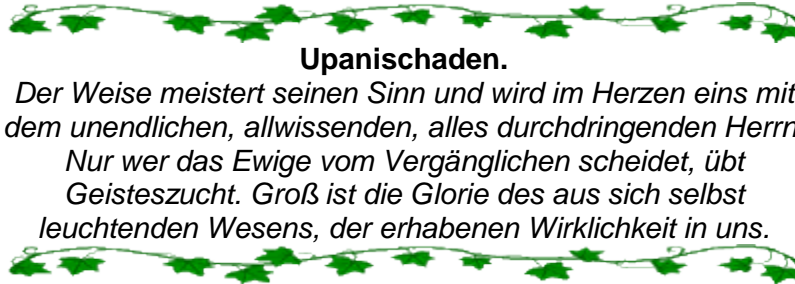 Upanischaden.
Der Weise meistert seinen Sinn und wird im Herzen eins mit
dem unendlichen, allwissenden, alles durchdringenden Herrn
Nur wer das Ewige vom Vergänglichen scheidet, übt
Geisteszucht. Groß ist die Glorie des aus sich selbst
leuchtenden Wesens, der erhabenen Wirklichkeit in uns.